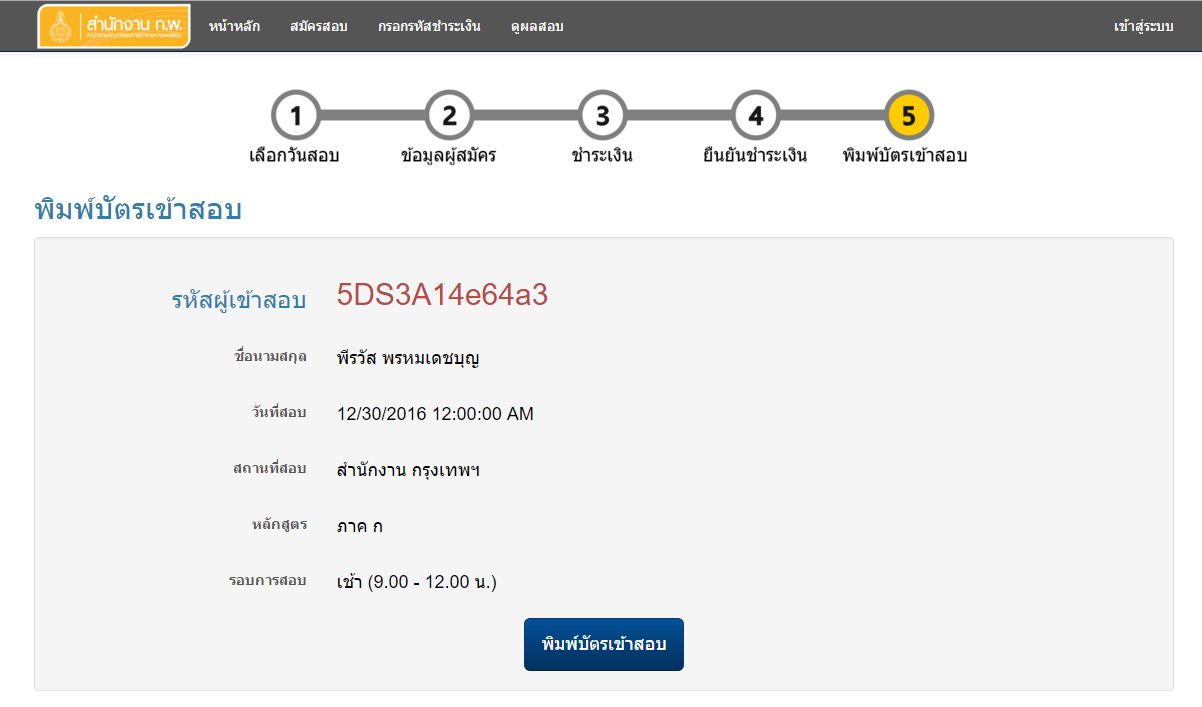 สำนักงาน ก.พ. หน้าหลัก สมัครสอบ กรอกรหัสชำระเงิน ดูผลสอบ เข้าสู่ระบบ
1 2 3 4 5
เลือกวันสอบ ข้อมูลผู้สมัคร ชำระเงิน ยืนยันชำระเงิน พิมพ์บัตรเข้าสอบ
พิมพ์บัตรเข้าสอบ
รหัสผู้เข้าสอบ 5DS3A14e64a3
ชื่อนามสกุล พีรวัส พรหมเดชบุญ
วันที่สอบ 12/30/2016 12:00:00 AM
สถานที่สอบ สำนักงาน กรุงเทพฯ
หลักสูตร ภาค ก
รอบการสอบ เช้า (9.00 - 12.00 น.)
พิมพ์บัตรเข้าสอบ